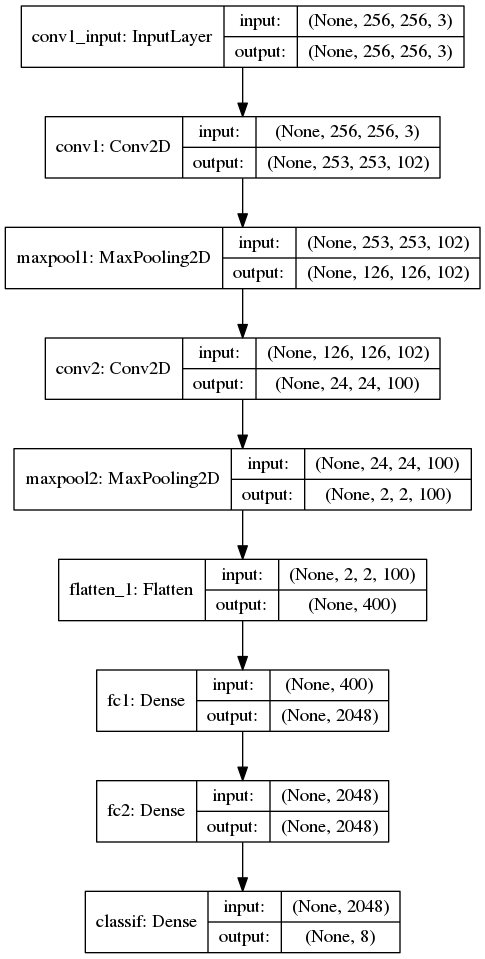 conv1_input: InputLayer
input: (None, 256, 256, 3)
output: (None, 256, 256, 3)
conv1: Conv2D
input: (None, 256, 256, 3)
output: (None, 253, 253, 102)
maxpool1: MaxPooling2D
input: (None, 253, 253, 102)
output: (None, 126, 126, 102)
conv2: Conv2D
input: (None, 126, 126, 102)
output: (None, 24, 24, 100)
maxpool2: MaxPooling2D
input: (None, 24, 24, 100)
output: (None, 2, 2, 100)
flatten_1: Flatten
input: (None, 2, 2, 100)
output: (None, 400)
fc1: Dense
input: (None, 400)
output: (None, 2048)
fc2: Dense
input: (None, 2048)
output: (None, 2048)
classif: Dense
input: (None, 2048)
output: (None, 8)